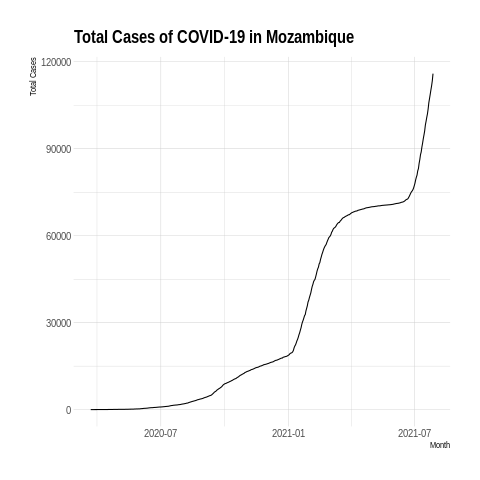 Total Cases of COVID-19 in Mozambique
Total Cases
120000
90000
60000
30000
0
2020-07
2021-01
2021-07
Month